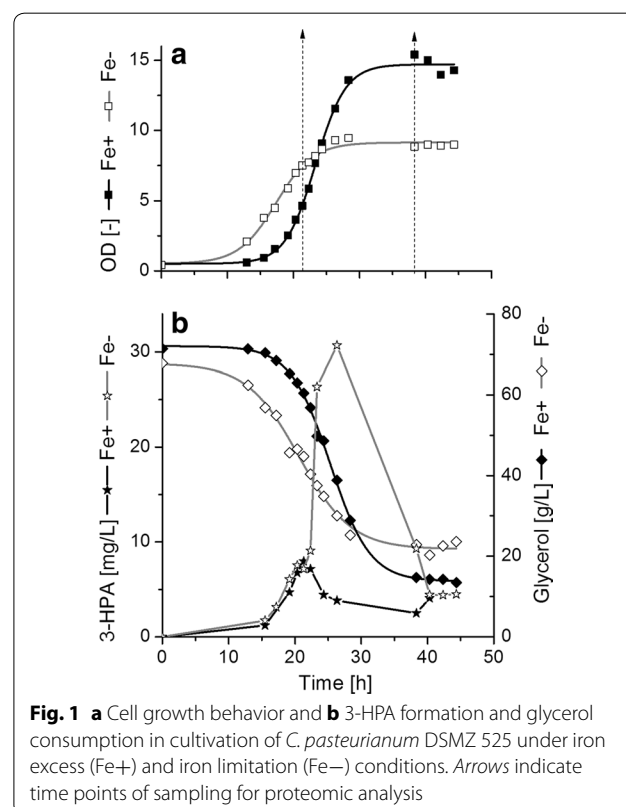 a
15
10
5
0
OD [-] Fe+ Fe-
b
30
20
10
0
3-HPA [mg/L] Fe+ Fe-
80
60
40
20
0
Glycerol [g/L] Fe+ Fe-
0 10 20 30 40 50
Time [h]
Fig. 1 a Cell growth behavior and b 3-HPA formation and glycerol
consumption in cultivation of C. pasteurianum DSMZ 525 under iron
excess (Fe+) and iron limitation (Fe−) conditions. Arrows indicate
time points of sampling for proteomic analysis